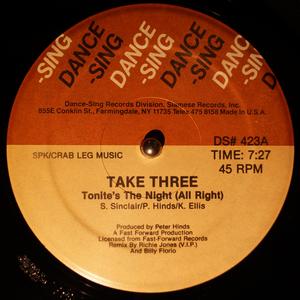 -SING
DANCE
-SING
DANCE
-SING
DANCE
-SING
DANCE
Dance-Sing Records Division, Siamese Records, Inc.
855E Conklin St., Farmingdale, NY 11735 Telex 475 8158 Made in U.S.A.
DS# 423A
SPK/CRAB LEG MUSIC
TIME: 7:27
45 RPM
TAKE THREE
Tonite's The Night (All Right)
S. Sinclair/P. Hinds/K. Ellis
Produced by Peter Hinds
A Fast Forward Production
Licensed from Fast-Forward Records
Remix By Richie Jones (V.I.P.)
And Billy Florio